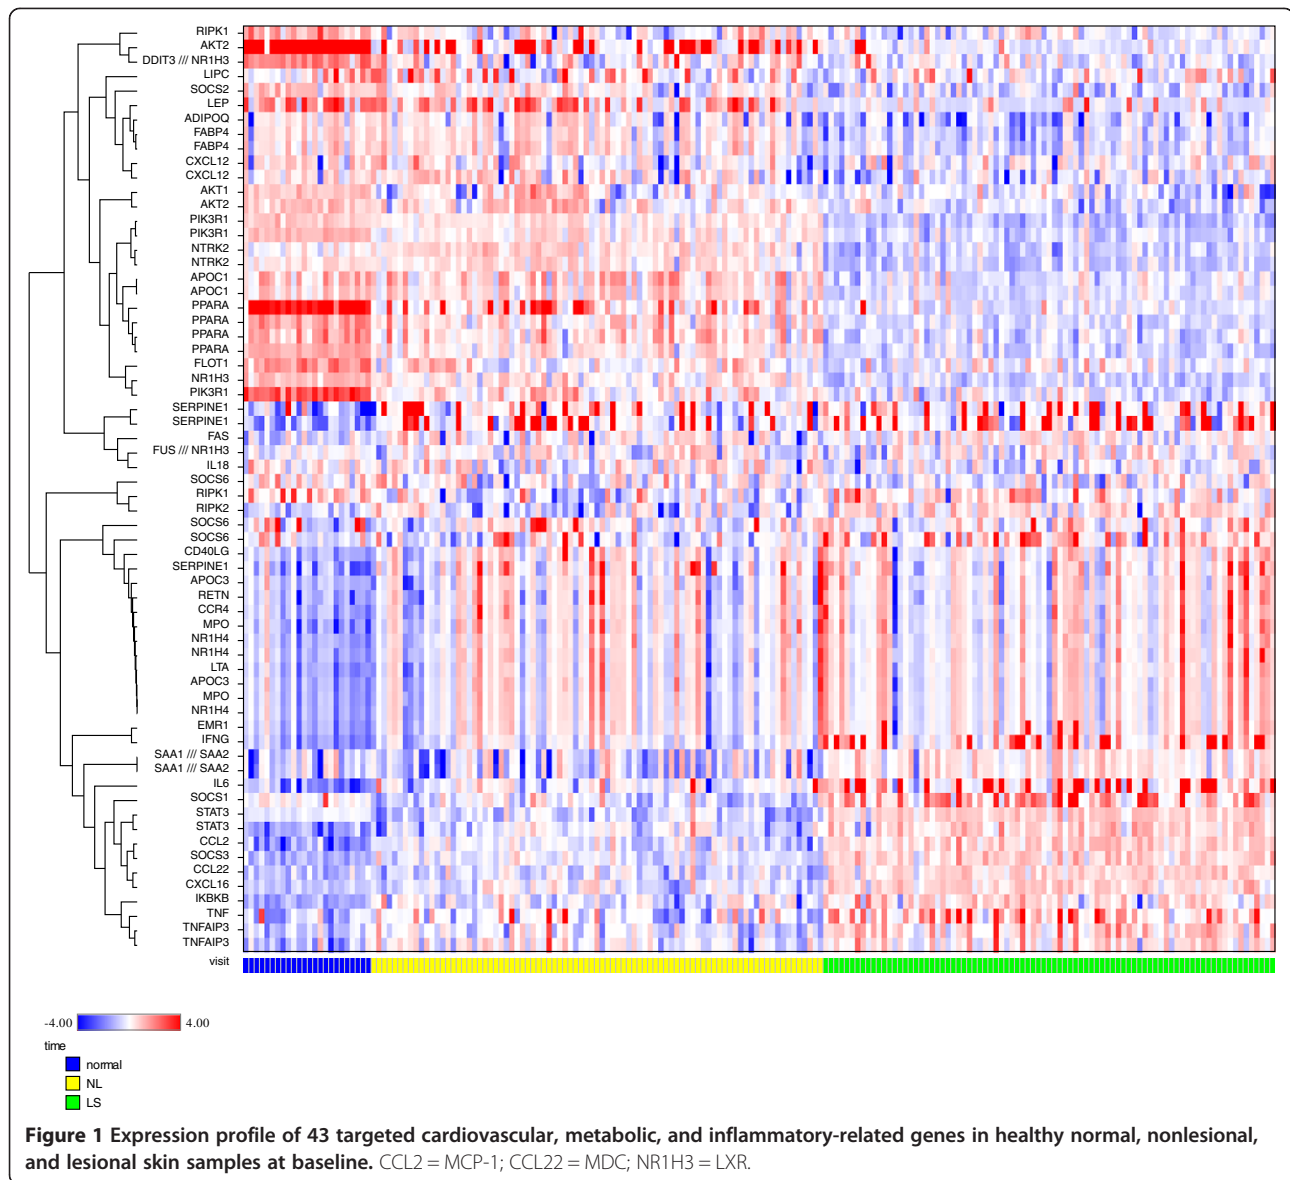 RIPK1
AKT2
DDIT3 /// NR1H3
LIPC
SOCS2
LEP
ADIPOQ
FABP4
FABP4
CXCL12
CXCL12
AKT1
AKT2
PIK3R1
PIK3R1
NTRK2
NTRK2
APOC1
APOC1
PPARA
PPARA
PPARA
PPARA
FLOT1
NR1H3
PIK3R1
SERPINE1
SERPINE1
FAS
FUS /// NR1H3
IL18
SOCS6
RIPK1
RIPK2
SOCS6
SOCS6
CD40LG
SERPINE1
APOC3
RETN
CCR4
MPO
NR1H4
NR1H4
LTA
APOC3
MPO
NR1H4
EMR1
IFNG
SAA1 /// SAA2
SAA1 /// SAA2
IL6
SOCS1
STAT3
STAT3
CCL2
SOCS3
CCL22
CXCL16
IKBKB
TNF
TNFAIP3
TNFAIP3
visit
-4.00 4.00
time
normal
NL
LS
Figure 1 Expression profile of 43 targeted cardiovascular, metabolic, and inflammatory-related genes in healthy normal, nonlesional,
and lesional skin samples at baseline. CCL2 = MCP-1; CCL22 = MDC; NR1H3 = LXR.